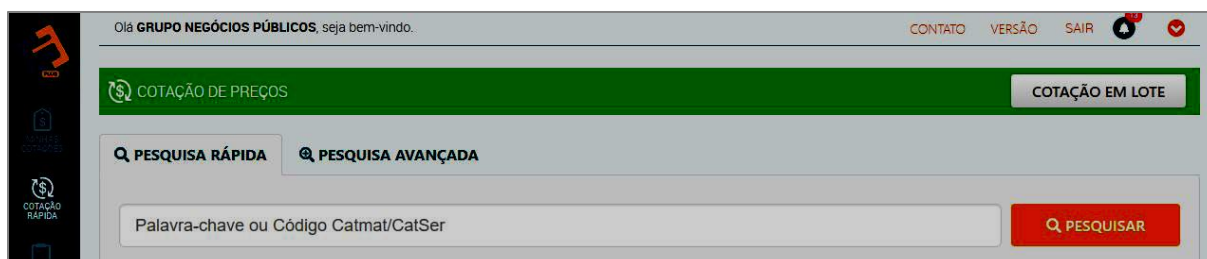 Olá GRUPO NEGÓCIOS PÚBLICOS, seja bem-vindo.
CONTATO VERSÃO SAIR
COTAÇÃO DE PREÇOS
COTAÇÃO EM LOTE
PESQUISA RÁPIDA PESQUISA AVANÇADA
COTAÇÃO
RÁPIDA
Palavra-chave ou Código Catmat/CatSer
PESQUISAR